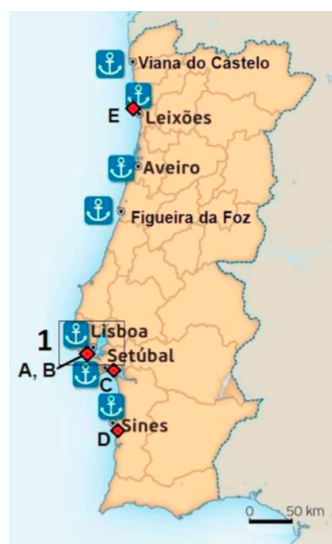 Viana do Castelo
E
Leixões
Aveiro
Figueira da Foz
1
Lisboa
A, B
Setúbal
C
Sines
D
0 50 km